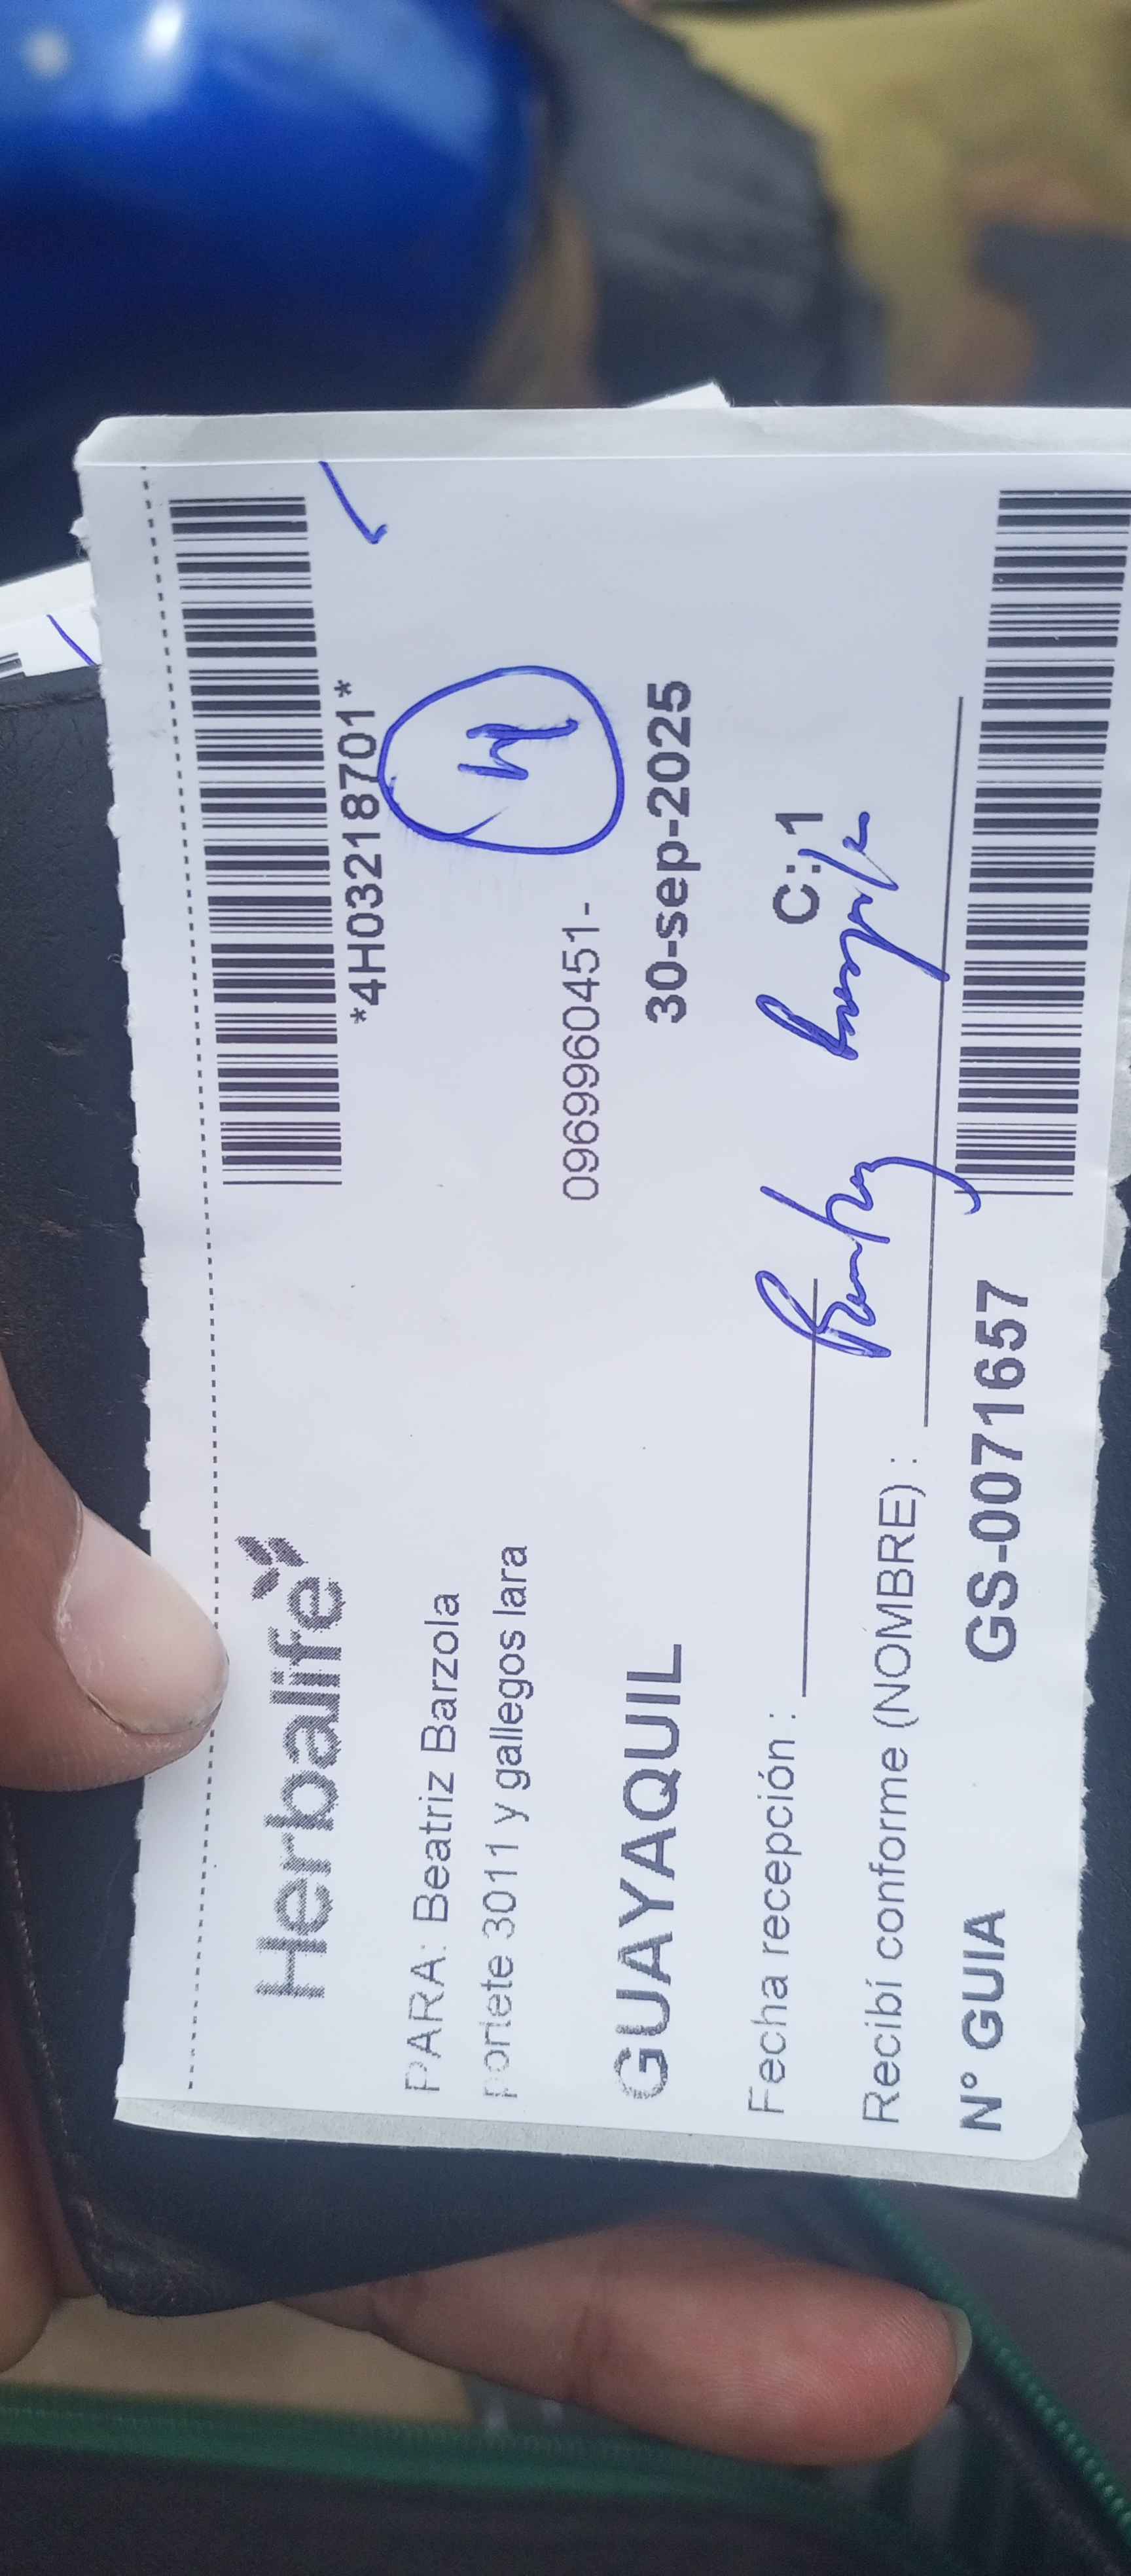 *4H03218701*
Herbalife
PARA: Beatriz Barzola
portete 3011 y gallegos lara
0969960451-
GUAYAQUIL 30-sep-2025
Fecha recepción : C: 1
Recibí conforme (NOMBRE) :
N° GUIA GS-0071657